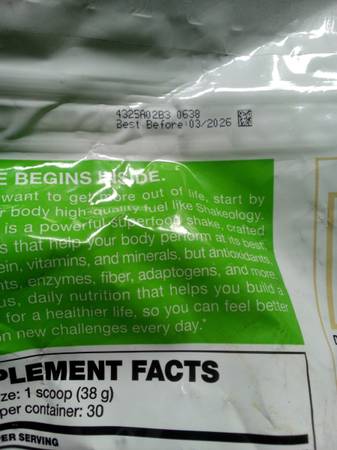 4325A02B3 0638
Best Before:03/2026
E BEGINS INSIDE.
want to get more out of life, start by
r body high-quality fuel like Shakeology.
is a powerful superfood shake, crafted
s that help your body perform at its best.
ein, vitamins, and minerals, but antioxidants,
nts, enzymes, fiber, adaptogens, and more.
us, daily nutrition that helps you build a
for a healthier life, so you can feel better
n new challenges every day.*
PLEMENT FACTS
ze: 1 scoop (38 g)
per container: 30
PER SERVING